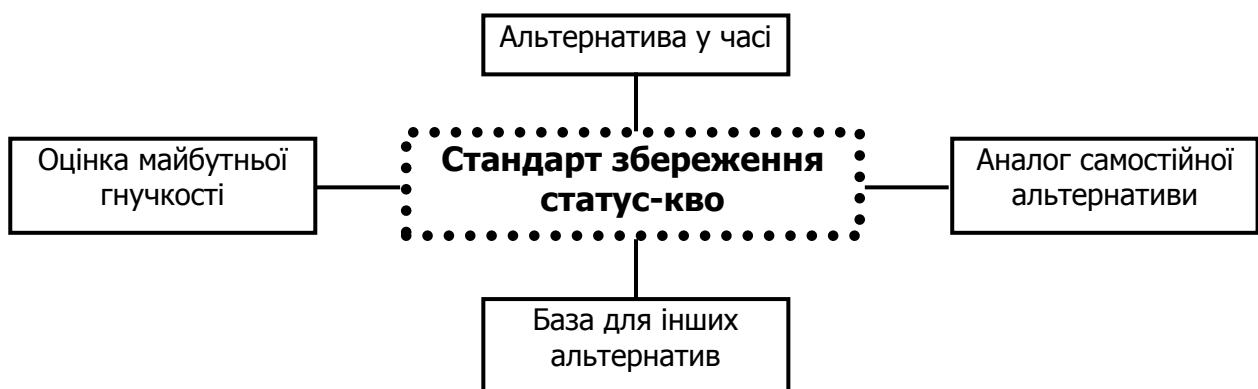 Альтернатива у часі
Оцінка майбутньої
гнучкості
Стандарт збереження
статус-кво
Аналог самостійної
альтернативи
База для інших
альтернатив